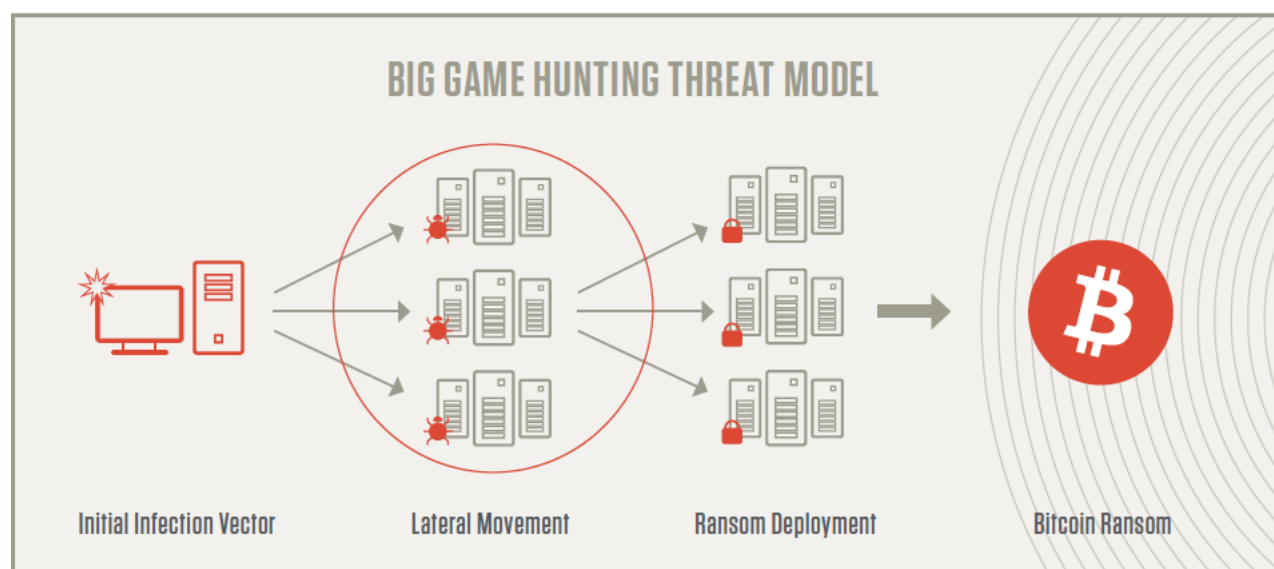 BIG GAME HUNTING THREAT MODEL
Initial Infection Vector
Lateral Movement
Ransom Deployment
Bitcoin Ransom